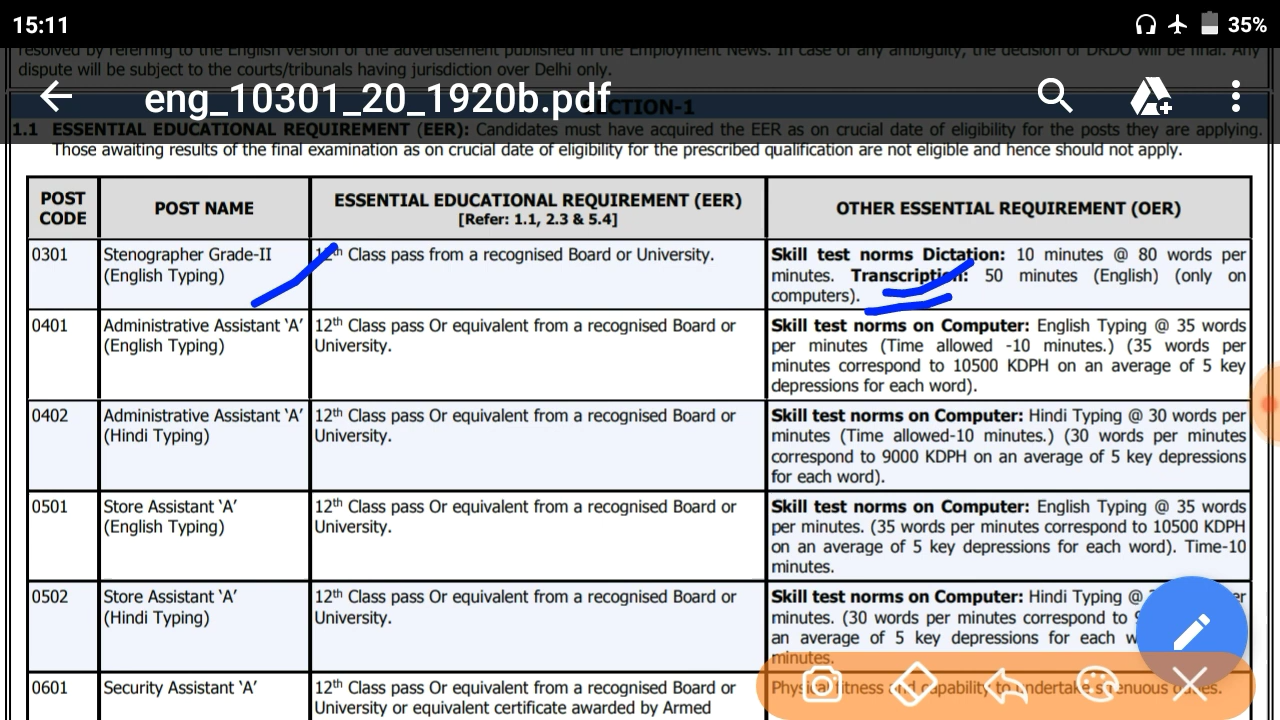 15:11
35%
resolved by referring to the English version of the advertisement published in the Employment News. In case of any ambiguity, the decision of DRDO will be final. Any
dispute will be subject to the courts/tribunals having jurisdiction over Delhi only.
eng_10301_20_1920b.pdf
SECTION-1
1.1 ESSENTIAL EDUCATIONAL REQUIREMENT (EER): Candidates must have acquired the EER as on crucial date of eligibility for the posts they are applying.
Those awaiting results of the final examination as on crucial date of eligibility for the prescribed qualification are not eligible and hence should not apply.
POST
CODE
POST NAME
ESSENTIAL EDUCATIONAL REQUIREMENT (EER)
[Refer: 1.1, 2.3 & 5.4]
OTHER ESSENTIAL REQUIREMENT (OER)
0301
Stenographer Grade-II
(English Typing)
12th Class pass from a recognised Board or University.
Skill test norms Dictation: 10 minutes @ 80 words per
minutes. Transcription: 50 minutes (English) (only on
computers).
0401
Administrative Assistant ‘A’
(English Typing)
12th Class pass Or equivalent from a recognised Board or
University.
Skill test norms on Computer: English Typing @ 35 words
per minutes (Time allowed -10 minutes.) (35 words per
minutes correspond to 10500 KDPH on an average of 5 key
depressions for each word).
0402
Administrative Assistant ‘A’
(Hindi Typing)
12th Class pass Or equivalent from a recognised Board or
University.
Skill test norms on Computer: Hindi Typing @ 30 words per
minutes (Time allowed-10 minutes.) (30 words per minutes
correspond to 9000 KDPH on an average of 5 key depressions
for each word).
0501
Store Assistant ‘A’
(English Typing)
12th Class pass Or equivalent from a recognised Board or
University.
Skill test norms on Computer: English Typing @ 35 words
per minutes. (35 words per minutes correspond to 10500 KDPH
on an average of 5 key depressions for each word). Time-10
minutes.
0502
Store Assistant ‘A’
(Hindi Typing)
12th Class pass Or equivalent from a recognised Board or
University.
Skill test norms on Computer: Hindi Typing @
minutes. (30 words per minutes correspond to
an average of 5 key depressions for each
minutes.
0601
Security Assistant ‘A’
12th Class pass Or equivalent from a recognised Board or
University or equivalent certificate awarded by Armed
Physical fitness and capability to undertake strenuous duties.